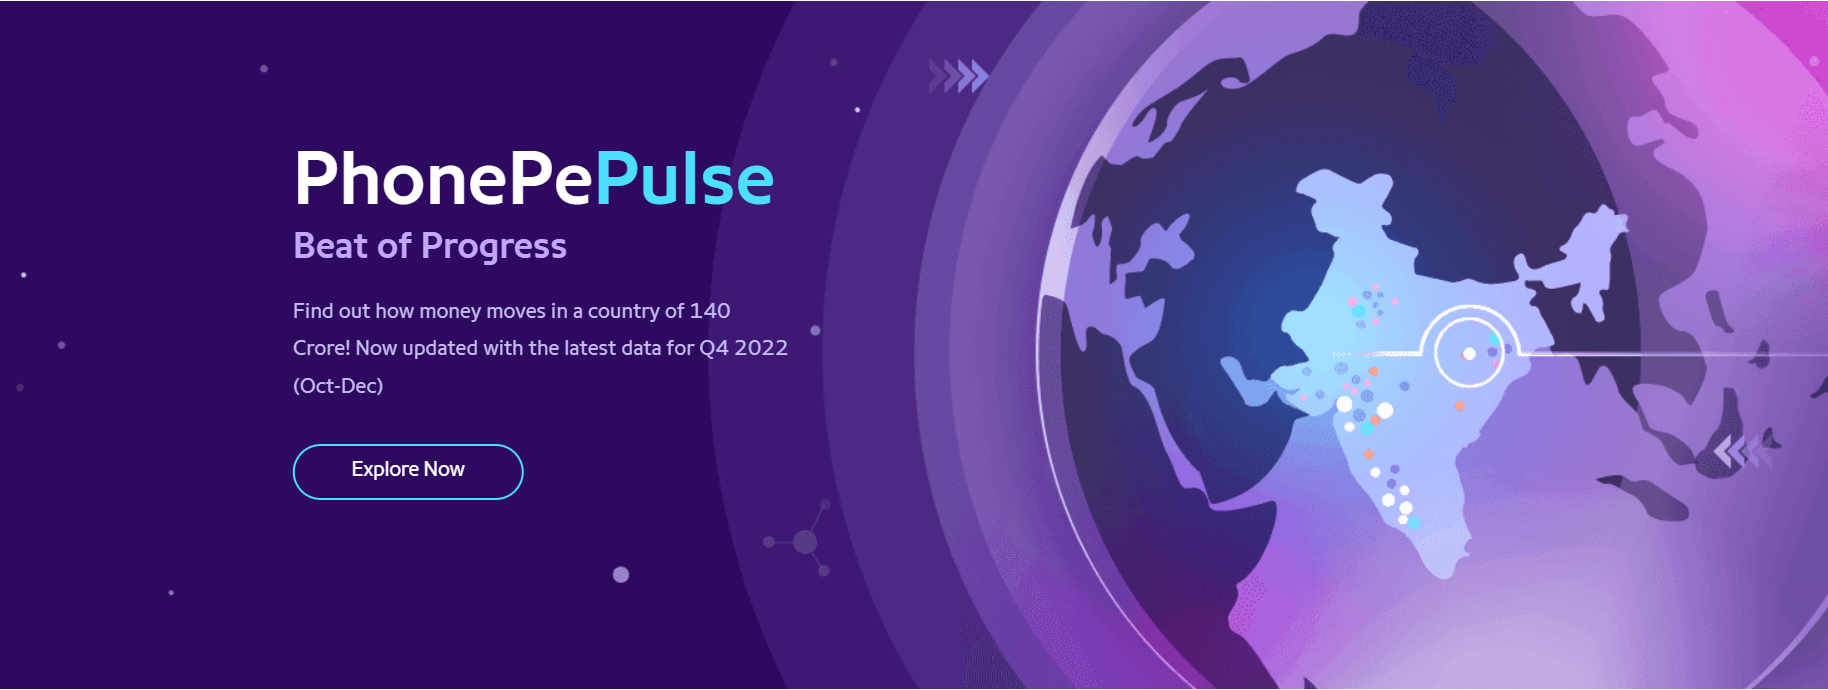 PhonePePulse
Beat of Progress
Find out how money moves in a country of 140
Crore! Now updated with the latest data for Q4 2022
(Oct-Dec)
Explore Now